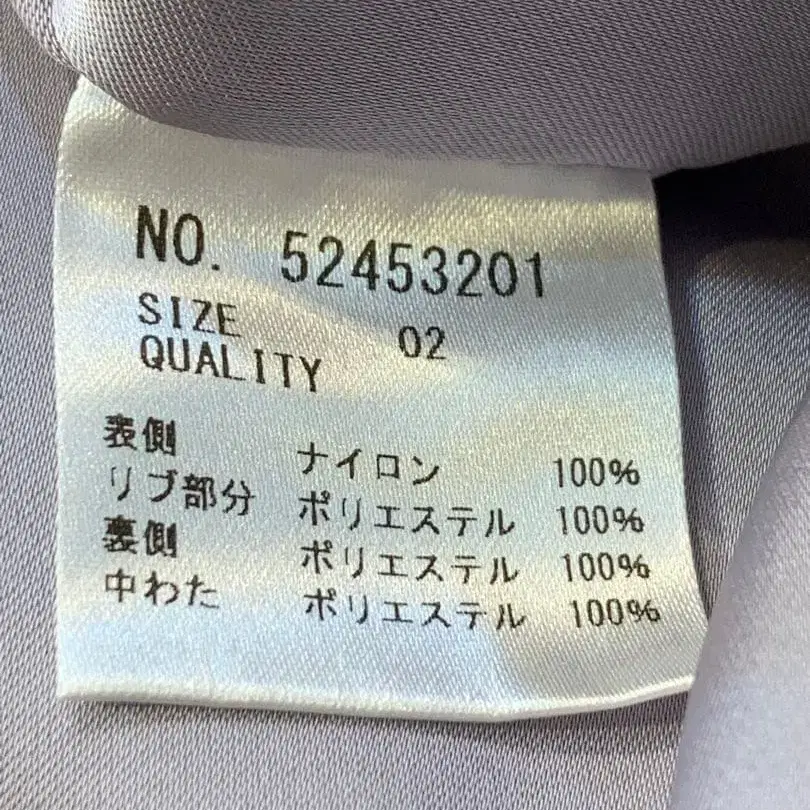 NO. 52453201
SIZE 02
QUALITY
表側 ナイロン 100%
リブ部分 ポリエステル 100%
裏側 ポリエステル 100%
中わた ポリエステル 100%